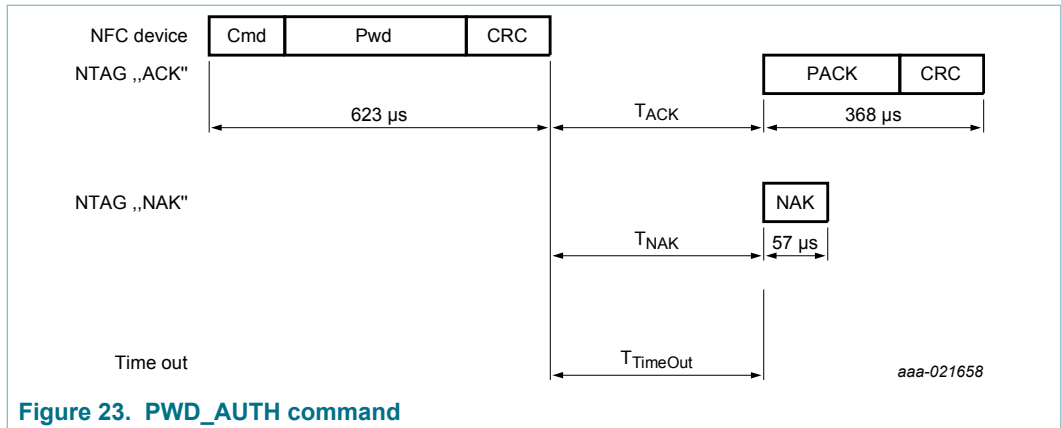 NFC device Cmd Pwd CRC
NTAG ,,ACK" PACK CRC
623 µs TACK 368 µs
NTAG ,,NAK" NAK
TNAK 57 µs
Time out TTimeOut aaa-021658
Figure 23. PWD_AUTH command